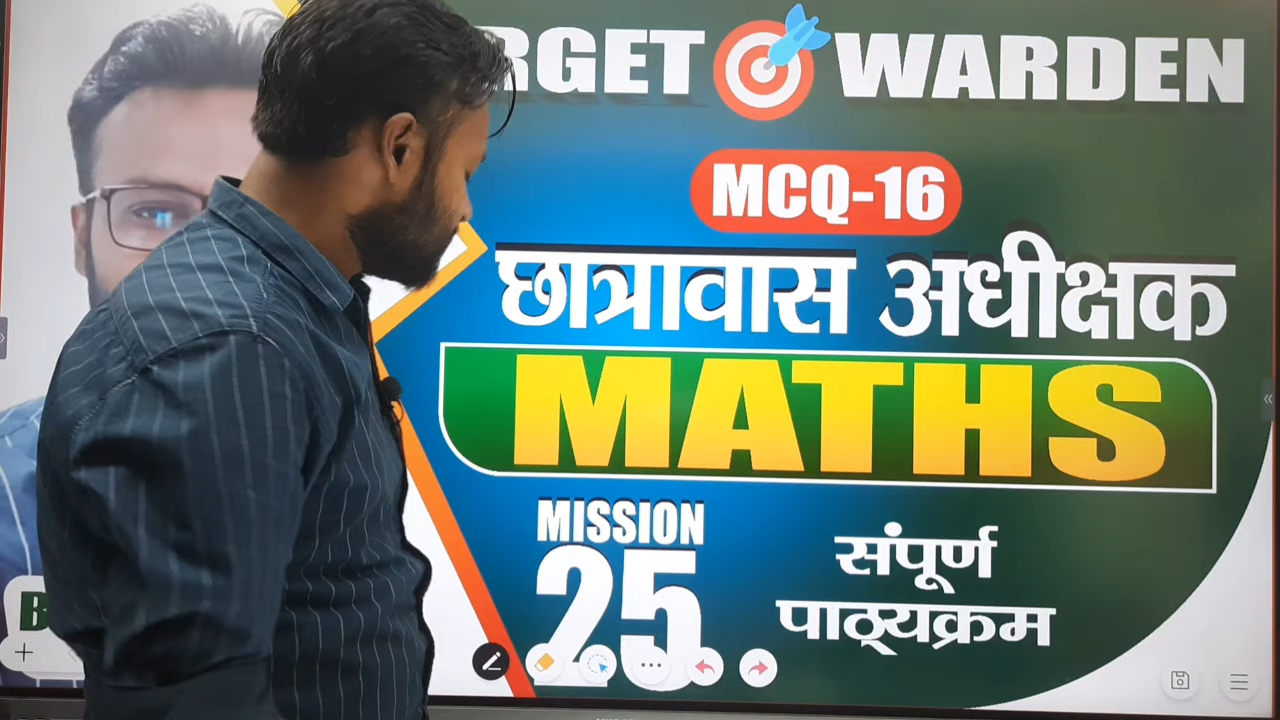 RGET WARDEN
MCQ-16
छात्रावास अधीक्षक
MATHS
MISSION
25
संपूर्ण
पाठ्यक्रम
B